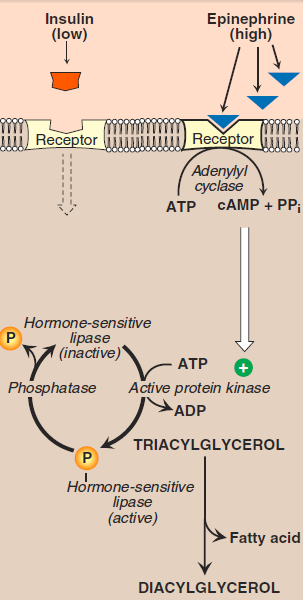 Insulin
(low)
Epinephrine
(high)
Receptor
Receptor
Adenylyl
cyclase
ATP
cAMP + PPi
Hormone-sensitive
lipase
(inactive)
P
ATP
+
Phosphatase
Active protein kinase
ADP
TRIACYLGLYCEROL
P
Hormone-sensitive
lipase
(active)
Fatty acid
DIACYLGLYCEROL